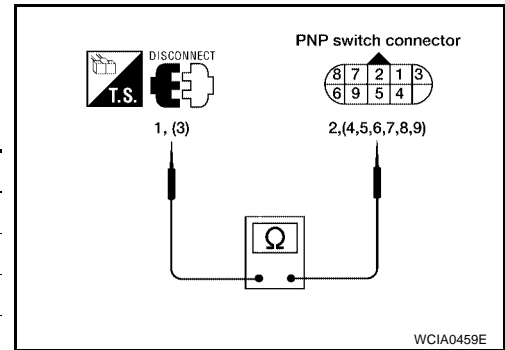 PNP switch connector
DISCONNECT
T.S.
8 7 2 1 3
6 9 5 4
1, (3)
2,(4,5,6,7,8,9)
Ω
WCIA0459E